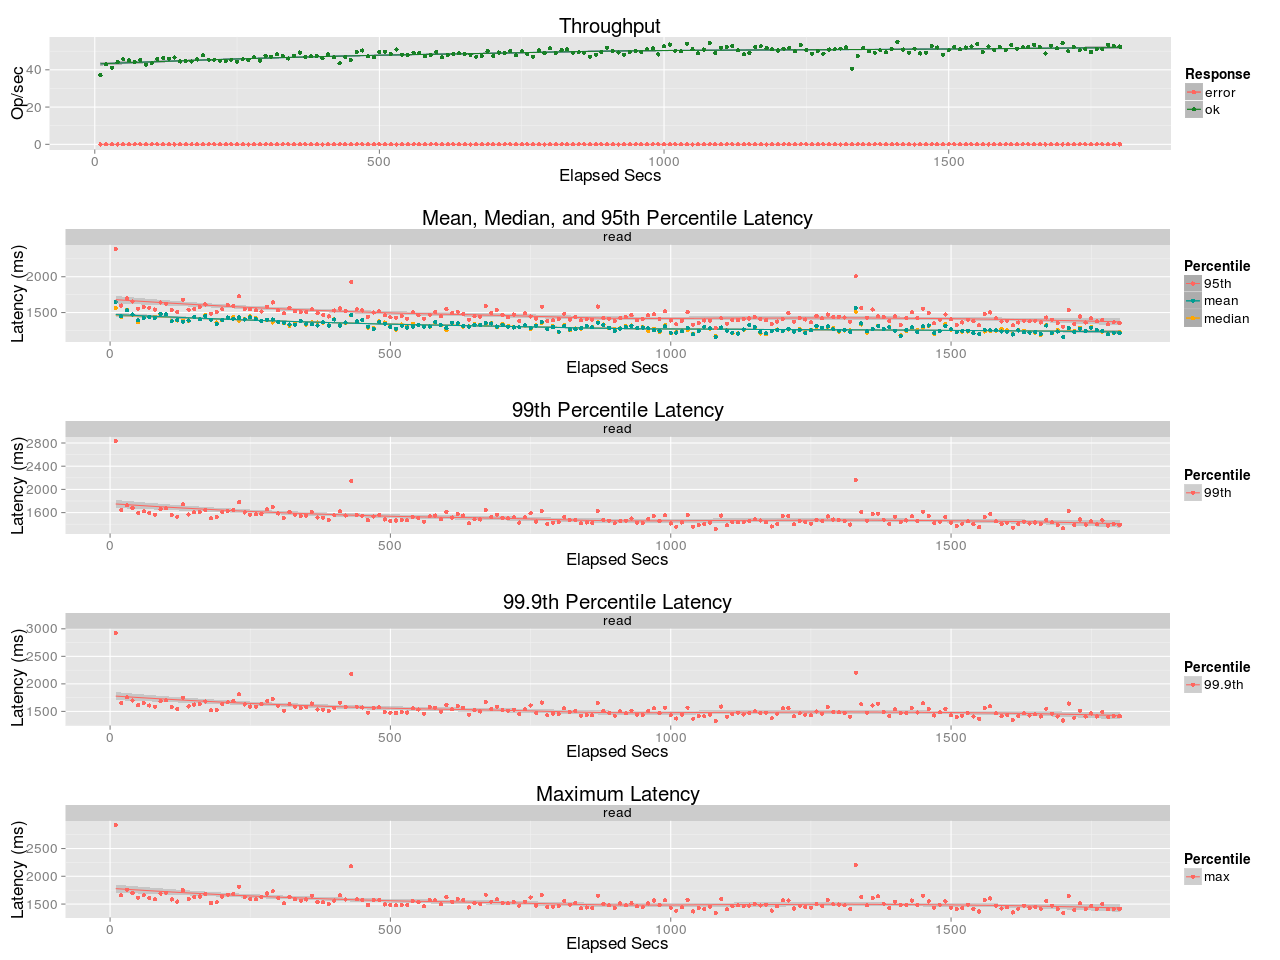 Throughput
Op/sec
40
20
0
0
500
1000
1500
Elapsed Secs
Response
error
ok
Mean, Median, and 95th Percentile Latency
read
Latency (ms)
2000
1500
0
500
1000
1500
Elapsed Secs
Percentile
95th
mean
median
99th Percentile Latency
read
Latency (ms)
2800
2400
2000
1600
0
500
1000
1500
Elapsed Secs
Percentile
99th
99.9th Percentile Latency
read
Latency (ms)
3000
2500
2000
1500
0
500
1000
1500
Elapsed Secs
Percentile
99.9th
Maximum Latency
read
Latency (ms)
2500
2000
1500
0
500
1000
1500
Elapsed Secs
Percentile
max